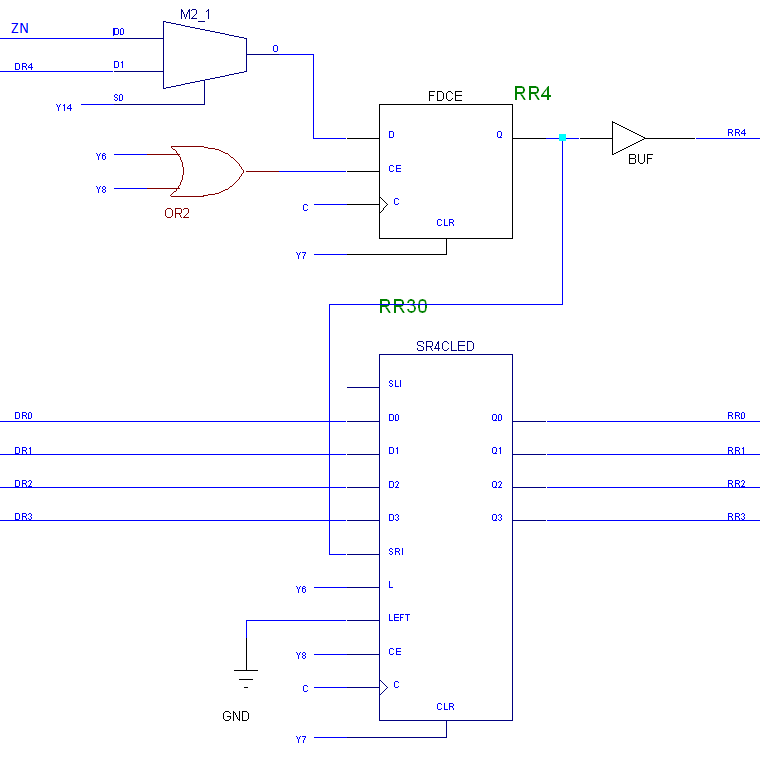 M2_1
ZN
D0
O
DR4
D1
Y14
S0
FDCE
RR4
D
Q
RR4
BUF
Y6
Y8
OR2
CE
C
C
CLR
Y7
RR30
SR4CLED
SLI
DR0
D0
Q0
RR0
DR1
D1
Q1
RR1
DR2
D2
Q2
RR2
DR3
D3
Q3
RR3
SRI
Y6
L
LEFT
Y8
CE
C
C
GND
CLR
Y7